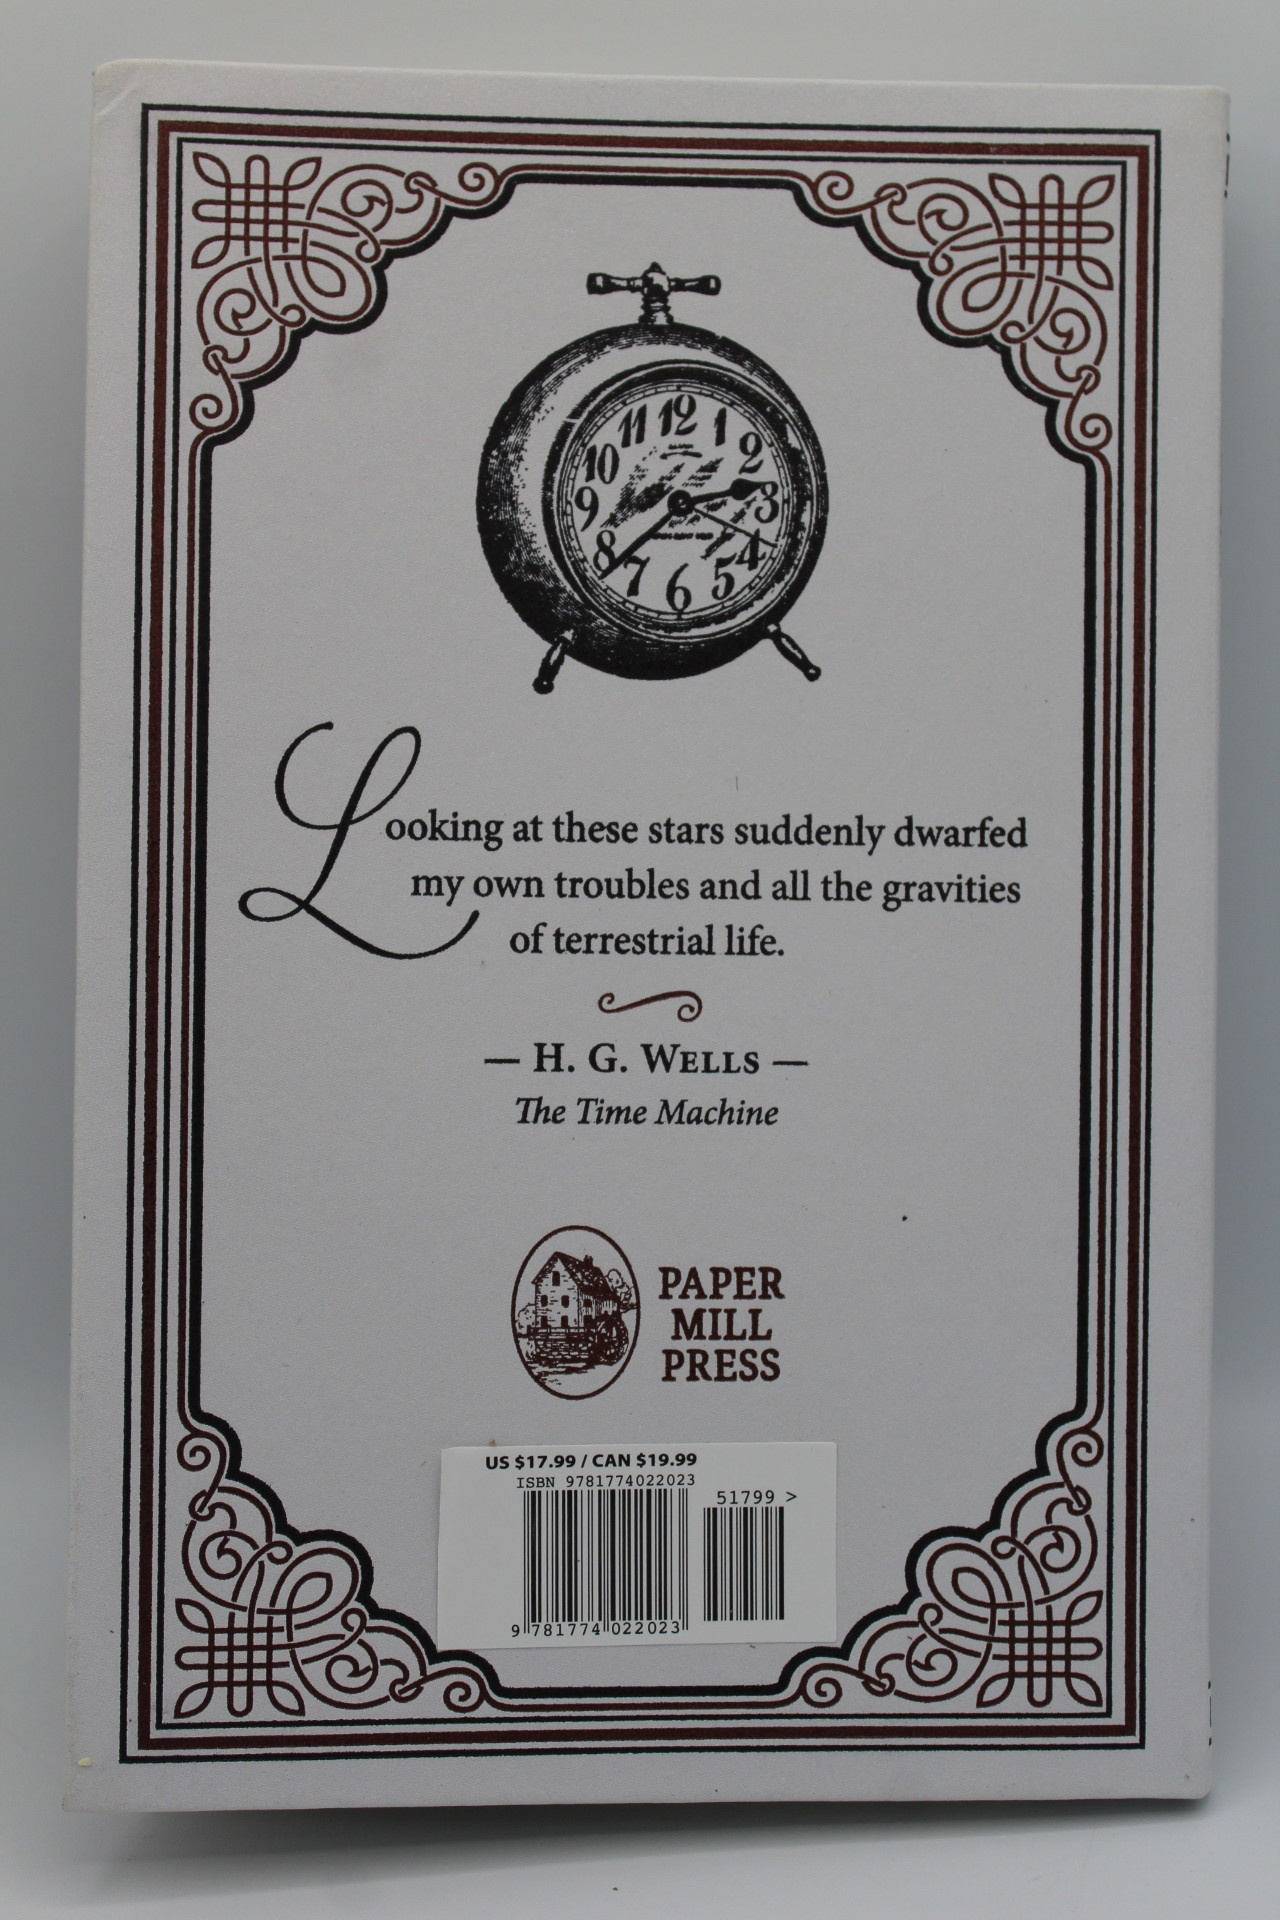 11 12 1
10 2
9 3
8 4
7 6 5
Looking at these stars suddenly dwarfed
my own troubles and all the gravities
of terrestrial life.
— H. G. Wells —
The Time Machine
PAPER
MILL
PRESS
US $17.99 / CAN $19.99
ISBN 9781774022023
51799 >
9 781774 022023